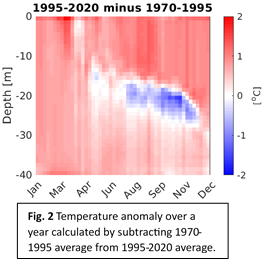 1995-2020 minus 1970-1995
0
-10
-20
-30
-40
Depth [m]
Jan
Mar
Apr
Jun
Aug
Sep
Nov
Dec
2
1
0
-1
-2
[°C]
Fig. 2 Temperature anomaly over a
year calculated by subtracting 1970-
1995 average from 1995-2020 average.